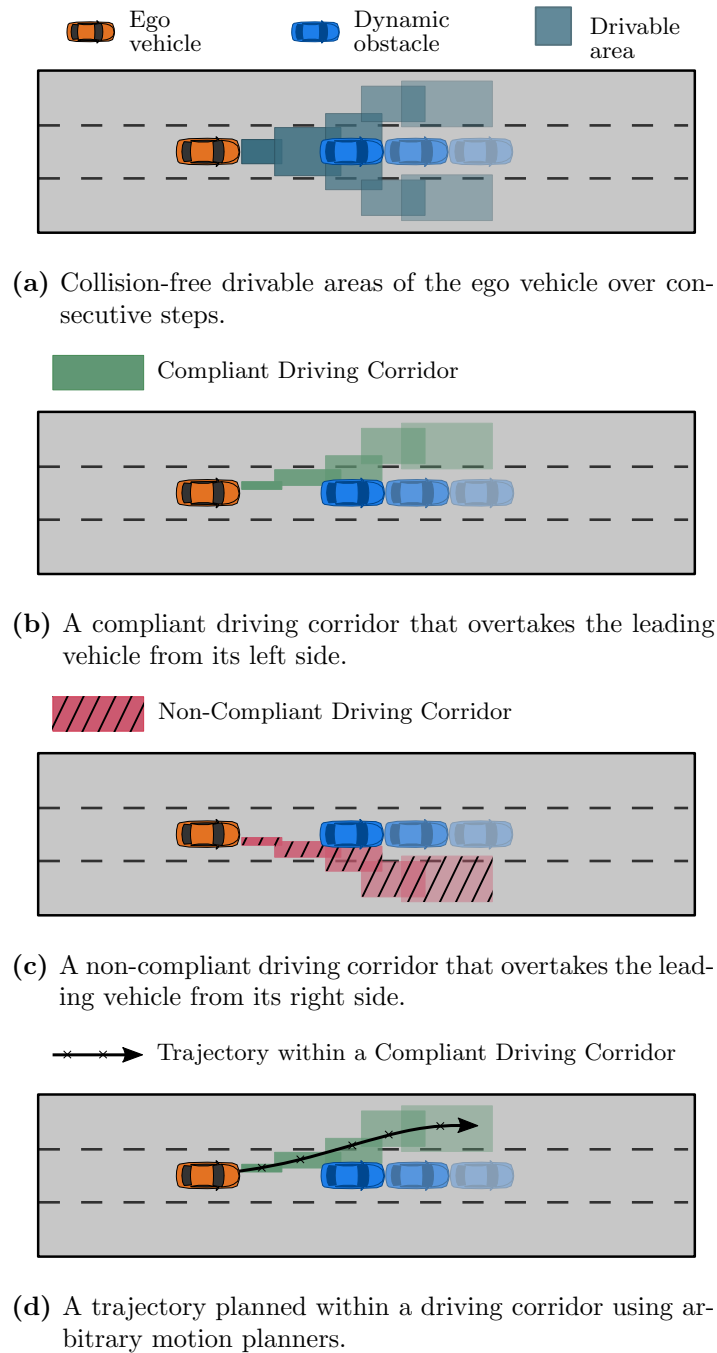 Ego
vehicle
Dynamic
obstacle
Drivable
area
(a) Collision-free drivable areas of the ego vehicle over con-
secutive steps.
Compliant Driving Corridor
(b) A compliant driving corridor that overtakes the leading
vehicle from its left side.
Non-Compliant Driving Corridor
(c) A non-compliant driving corridor that overtakes the lead-
ing vehicle from its right side.
Trajectory within a Compliant Driving Corridor
(d) A trajectory planned within a driving corridor using ar-
bitrary motion planners.